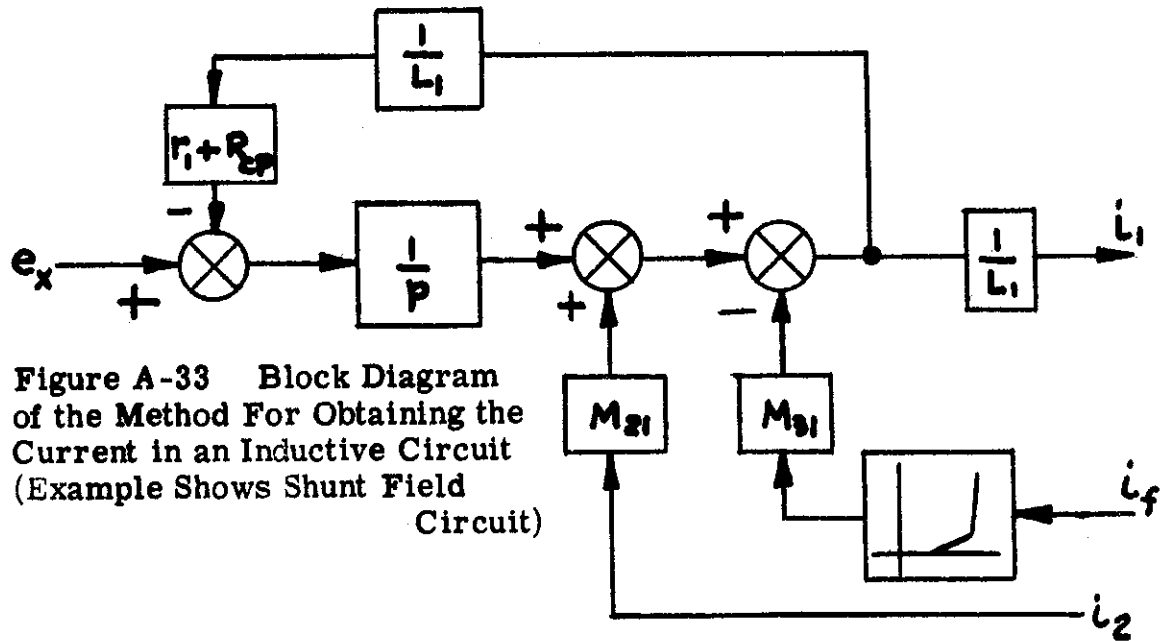 1
L1
r1 + Rcp
-
ex
+
1
p
+
+
+
-
1
L1
i1
M21
M31
if
i2
Figure A-33 Block Diagram
of the Method For Obtaining the
Current in an Inductive Circuit
(Example Shows Shunt Field
Circuit)